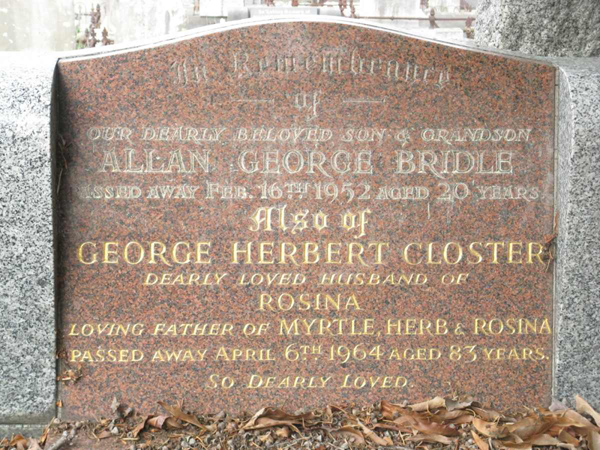 In Remembrance
of
OUR DEARLY BELOVED SON & GRANDSON
ALLAN GEORGE BRIDLE
ASSED AWAY FEB. 16TH 1952 AGED 20 YEARS.
Also of
GEORGE HERBERT CLOSTER
DEARLY LOVED HUSBAND OF
ROSINA
LOVING FATHER OF MYRTLE, HERB & ROSINA
PASSED AWAY APRIL 6TH 1964 AGED 83 YEARS.
SO DEARLY LOVED.